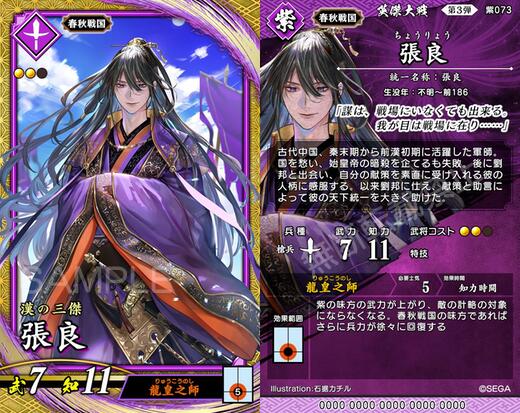 春秋戦国
SAMPLE
漢の三傑
張良
武7 知11
りゅうこうのし
龍皇之師
5
紫
春秋戦国
英傑大戦
第3弾
紫073
ちょうりょう
張良
統一名称:張良
生没年:不明~前186
「謀は、戦場にいなくても出来る。
我が目は戦場に在り……」
古代中国、秦末期から前漢初期に活躍した軍師。
国を愁い、始皇帝の暗殺を企てるも失敗。後に劉
邦と出会い、自分の献策を素直に受け入れる彼の
人柄に感服する。以来劉邦に仕え、献策と助言によ
って彼の天下統一を大きく助けた。
兵種 武力 知力 武将コスト
槍兵 7 11 特技
りゅうこうのし 必要士気 効果時間
龍皇之師 5 知力時間
効果範囲
紫の味方の武力が上がり、敵の計略の対象
にならなくなる。春秋戦国の味方であれば
さらに兵力が徐々に回復する
Illustration:石据カチル
©SEGA
0000 0000 0000 0000 0000